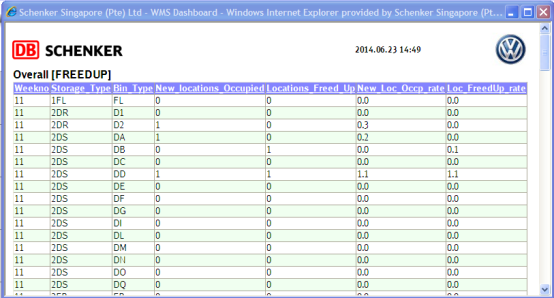 Schenker Singapore (Pte) Ltd - WMS Dashboard - Windows Internet Explorer provided by Schenker Singapore (Pt...
DB SCHENKER
2014.06.23 14:49
Overall [FREEDUP]
Weekno Storage_Type Bin_Type New_locations_Occupied Locations_Freed_Up New_Loc_Occp_rate Loc_FreedUp_rate
11 1FL FL 0 0 0.0 0.0
11 2DR D1 0 0 0.0 0.0
11 2DR D2 1 0 0.3 0.0
11 2DS DA 1 0 0.2 0.0
11 2DS DB 0 1 0.0 0.1
11 2DS DC 0 0 0.0 0.0
11 2DS DD 1 1 1.1 1.1
11 2DS DE 0 0 0.0 0.0
11 2DS DF 0 0 0.0 0.0
11 2DS DG 0 0 0.0 0.0
11 2DS DI 0 0 0.0 0.0
11 2DS DL 0 0 0.0 0.0
11 2DS DM 0 0 0.0 0.0
11 2DS DN 0 0 0.0 0.0
11 2DS DO 0 0 0.0 0.0
11 2DS DQ 0 0 0.0 0.0